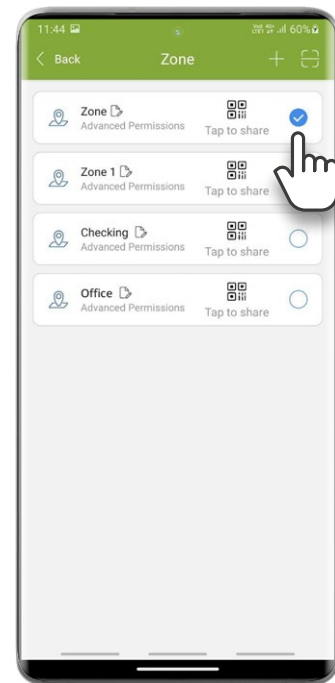 11:44 60%
Back Zone
Zone
Advanced Permissions
Tap to share
Zone 1
Advanced Permissions
Tap to share
Checking
Advanced Permissions
Tap to share
Office
Advanced Permissions
Tap to share